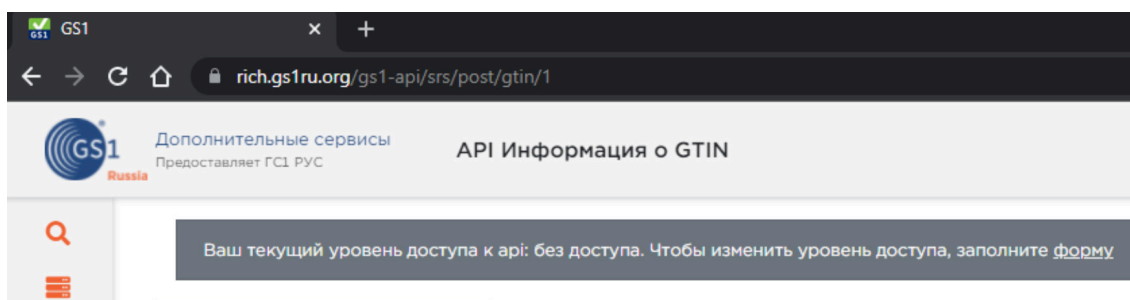 GS1
GS1
rich.gs1ru.org/gs1-api/srs/post/gtin/1
GS1
Russia
Дополнительные сервисы
Предоставляет ГС1 РУС
API Информация о GTIN
Ваш текущий уровень доступа к api: без доступа. Чтобы изменить уровень доступа, заполните форму